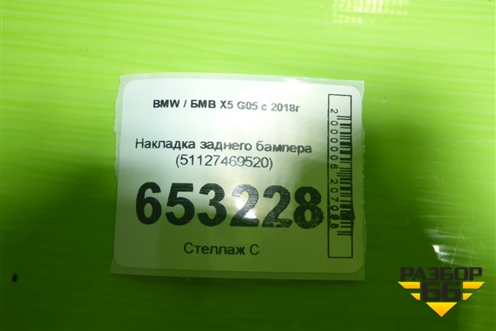 BMW / БМВ X5 G05 с 2018г
Накладка заднего бампера
(51127469520)
653228
Стеллаж С
РАЗБОР
66